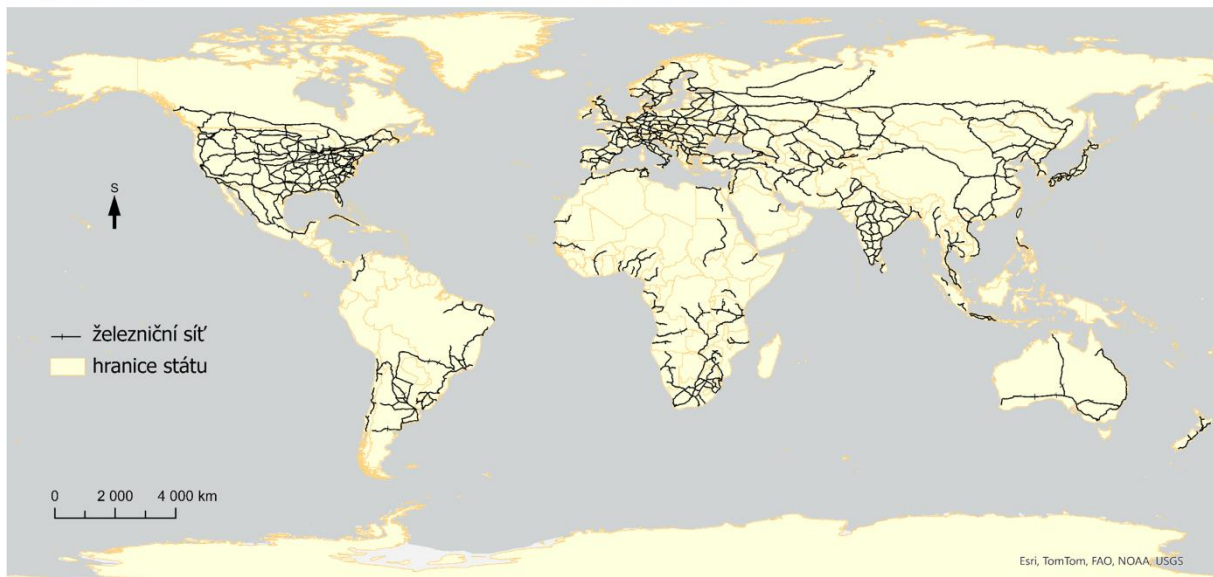 S
železniční síť
hranice státu
0 2 000 4 000 km
Esri, TomTom, FAO, NOAA, USGS